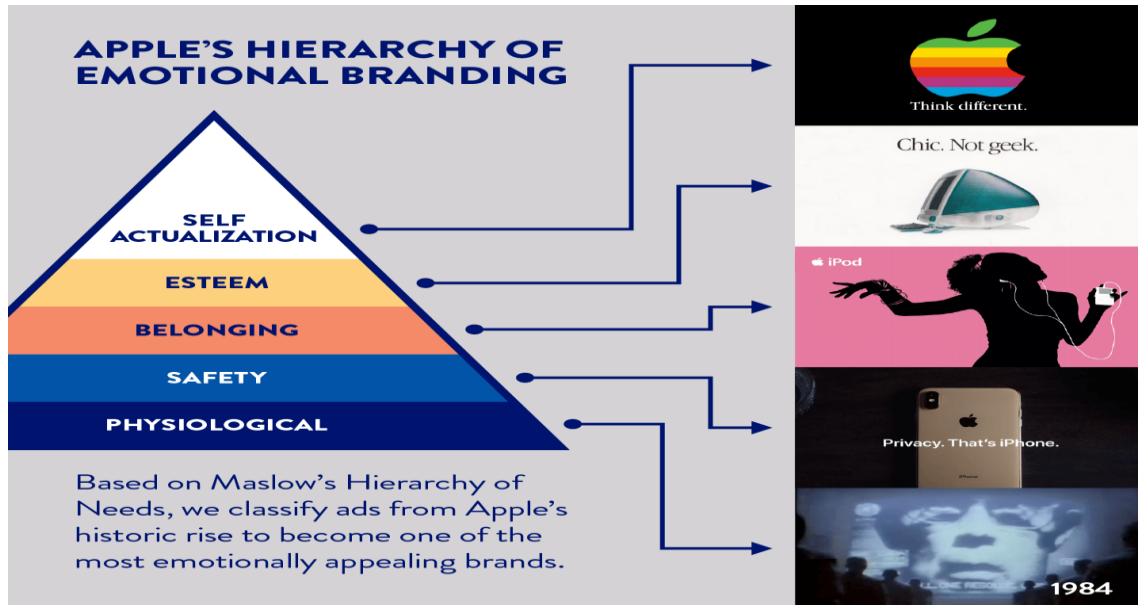 APPLE'S HIERARCHY OF
EMOTIONAL BRANDING
SELF
ACTUALIZATION
ESTEEM
BELONGING
SAFETY
PHYSIOLOGICAL
Based on Maslow's Hierarchy of
Needs, we classify ads from Apple's
historic rise to become one of the
most emotionally appealing brands.
Think different.
Chic. Not geek.
iPod
Privacy. That's iPhone.
iPhone
1984